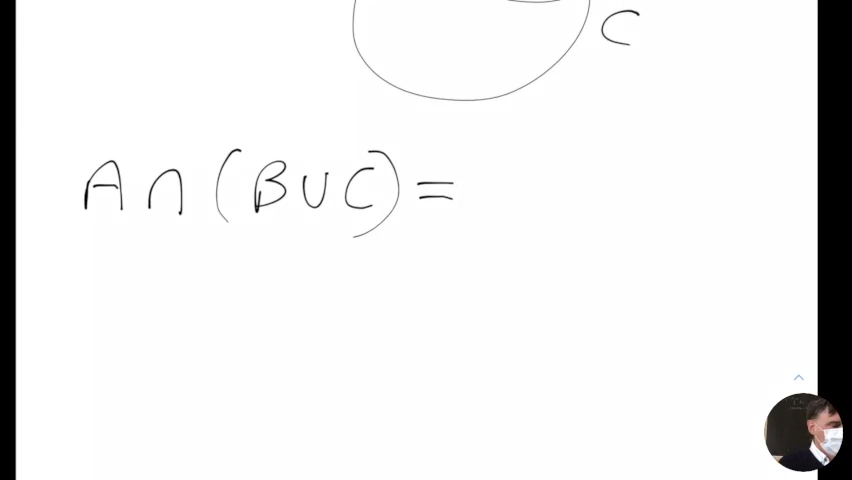 C
A ∩ (B ∪ C) =